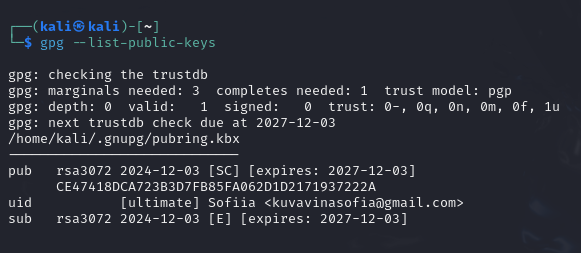 ┌──(kali㉿kali)-[~]
└─$ gpg --list-public-keys
gpg: checking the trustdb
gpg: marginals needed: 3  completes needed: 1  trust model: pgp
gpg: depth: 0  valid:   1  signed:   0  trust: 0-, 0q, 0n, 0m, 0f, 1u
gpg: next trustdb check due at 2027-12-03
/home/kali/.gnupg/pubring.kbx
-----------------------------
pub   rsa3072 2024-12-03 [SC] [expires: 2027-12-03]
      CE47418DCA723B3D7FB85FA062D1D2171937222A
uid           [ultimate] Sofiia <kuvavinasofia@gmail.com>
sub   rsa3072 2024-12-03 [E] [expires: 2027-12-03]